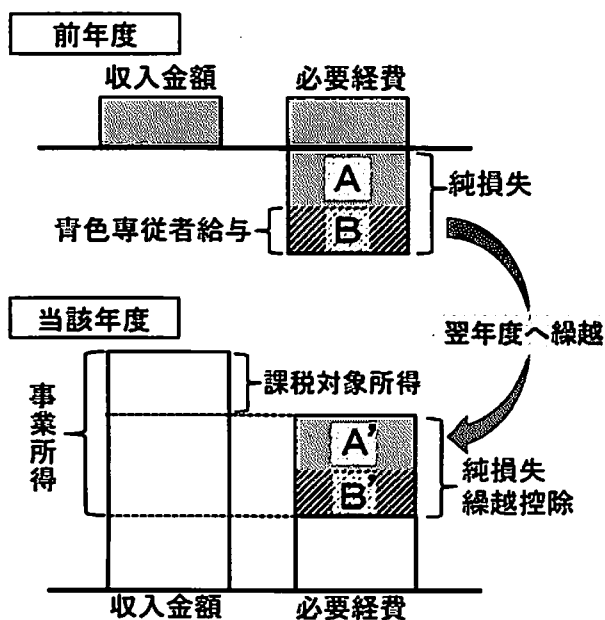 前年度
収入金額
必要経費
A
純損失
青色専従者給与
B
当該年度
翌年度へ繰越
課税対象所得
事業所得
A'
B'
純損失
繰越控除
収入金額
必要経費